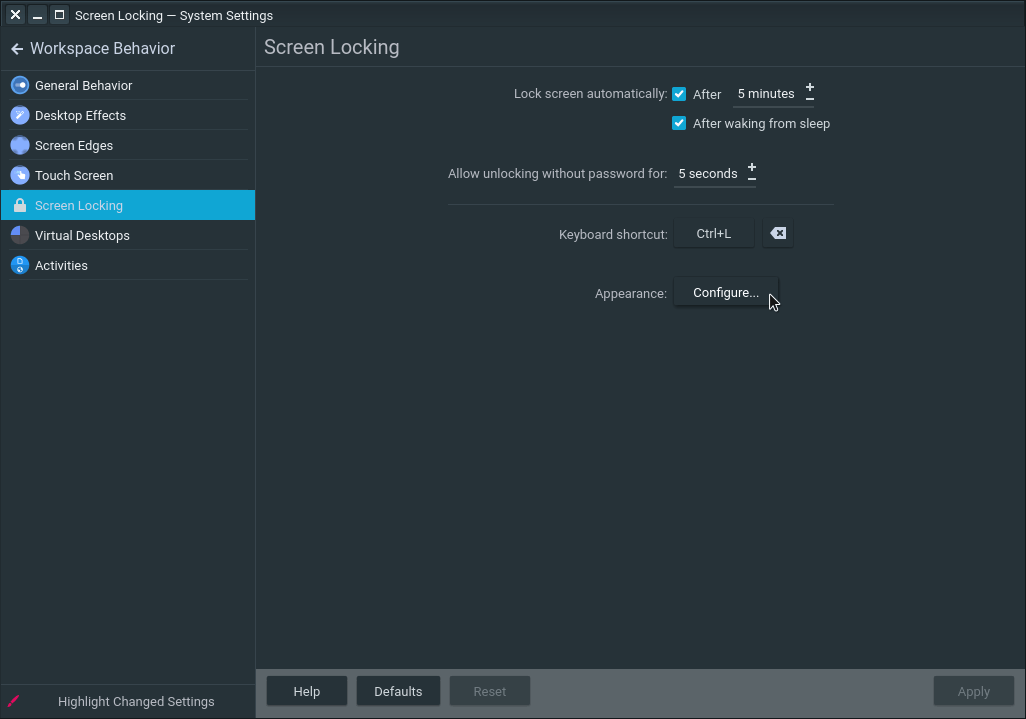 Screen Locking — System Settings
Workspace Behavior
General Behavior
Desktop Effects
Screen Edges
Touch Screen
Screen Locking
Virtual Desktops
Activities
Highlight Changed Settings
Screen Locking
Lock screen automatically: After 5 minutes
After waking from sleep
Allow unlocking without password for: 5 seconds
Keyboard shortcut: Ctrl+L
Appearance: Configure...
Help Defaults Reset Apply